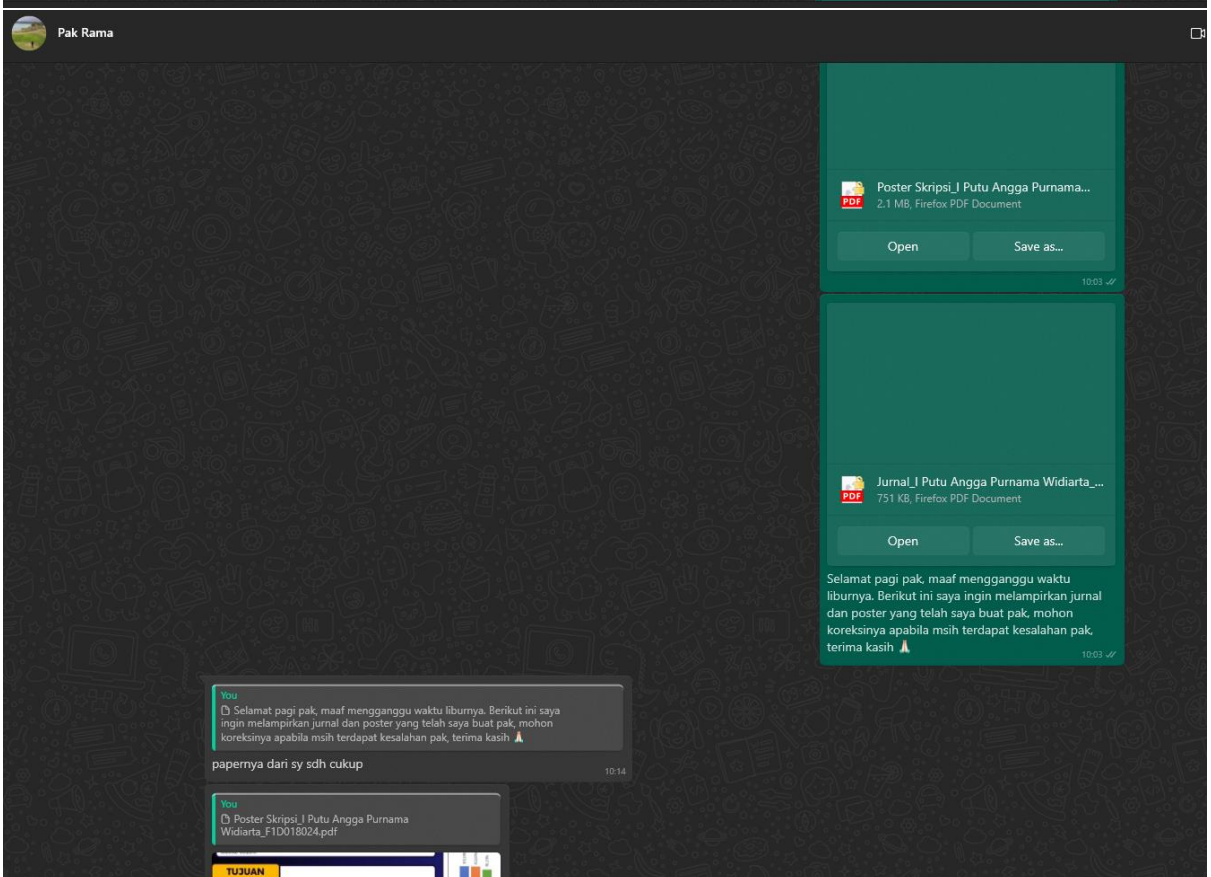 Pak Rama
Poster Skripsi_I Putu Angga Purnama...
PDF
2.1 MB, Firefox PDF Document
Open
Save as...
10:03
Jurnal_I Putu Angga Purnama Widiarta_...
PDF
751 KB, Firefox PDF Document
Open
Save as...
Selamat pagi pak, maaf mengganggu waktu
liburnya. Berikut ini saya ingin melampirkan jurnal
dan poster yang telah saya buat pak, mohon
koreksinya apabila msih terdapat kesalahan pak,
terima kasih 🙏🏻
10:03
You
Selamat pagi pak, maaf mengganggu waktu liburnya. Berikut ini saya
ingin melampirkan jurnal dan poster yang telah saya buat pak, mohon
koreksinya apabila msih terdapat kesalahan pak, terima kasih 🙏🏻
papernya dari sy sdh cukup
10:14
You
Poster Skripsi_I Putu Angga Purnama
Widiarta_F1D018024.pdf
TUJUAN